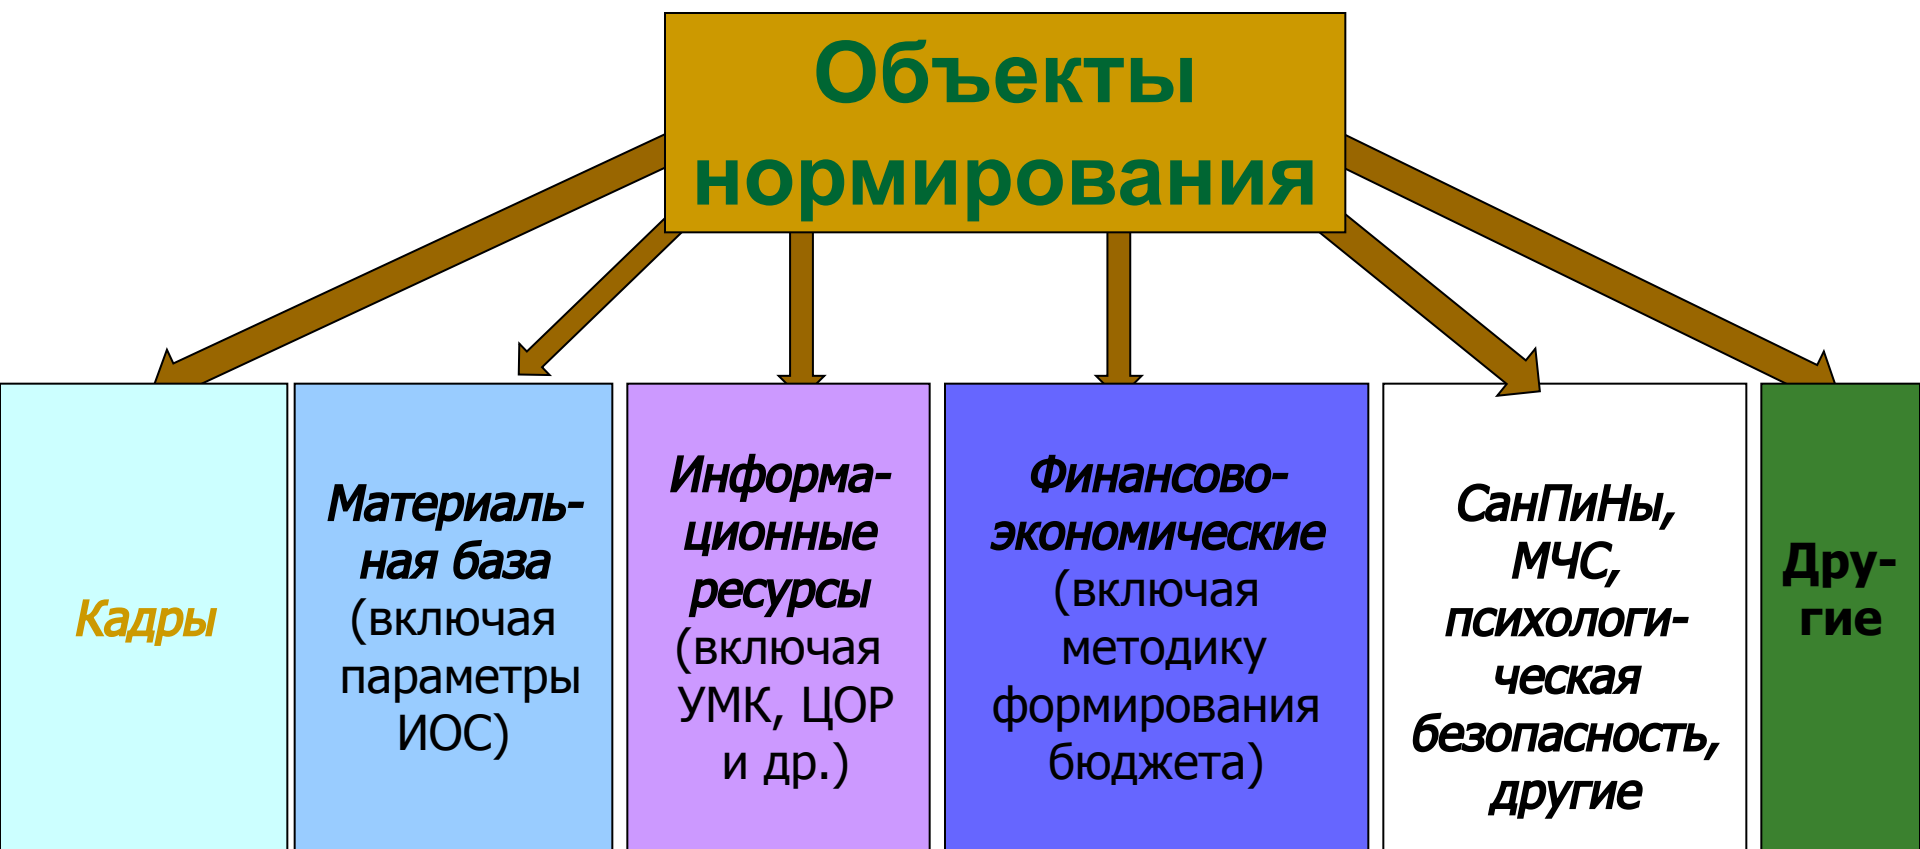 Объекты
нормирования
Кадры
Материаль-
ная база
(включая
параметры
ИОС)
Информа-
ционные
ресурсы
(включая
УМК, ЦОР
и др.)
Финансово-
экономические
(включая
методику
формирования
бюджета)
СанПиНы,
МЧС,
психологи-
ческая
безопасность,
другие
Дру-
гие